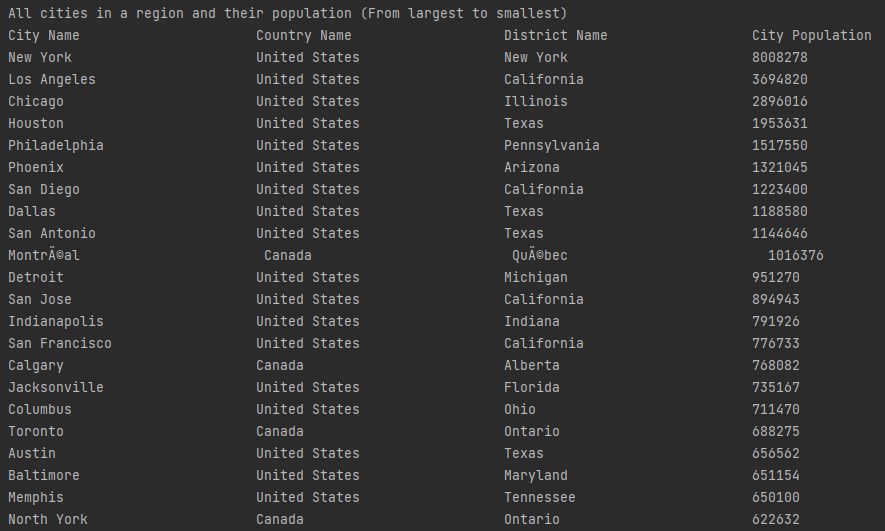 All cities in a region and their population (From largest to smallest)
City Name Country Name District Name City Population
New York United States New York 8008278
Los Angeles United States California 3694820
Chicago United States Illinois 2896016
Houston United States Texas 1953631
Philadelphia United States Pennsylvania 1517550
Phoenix United States Arizona 1321045
San Diego United States California 1223400
Dallas United States Texas 1188580
San Antonio United States Texas 1144646
MontrÃ©al Canada QuÃ©bec 1016376
Detroit United States Michigan 951270
San Jose United States California 894943
Indianapolis United States Indiana 791926
San Francisco United States California 776733
Calgary Canada Alberta 768082
Jacksonville United States Florida 735167
Columbus United States Ohio 711470
Toronto Canada Ontario 688275
Austin United States Texas 656562
Baltimore United States Maryland 651154
Memphis United States Tennessee 650100
North York Canada Ontario 622632